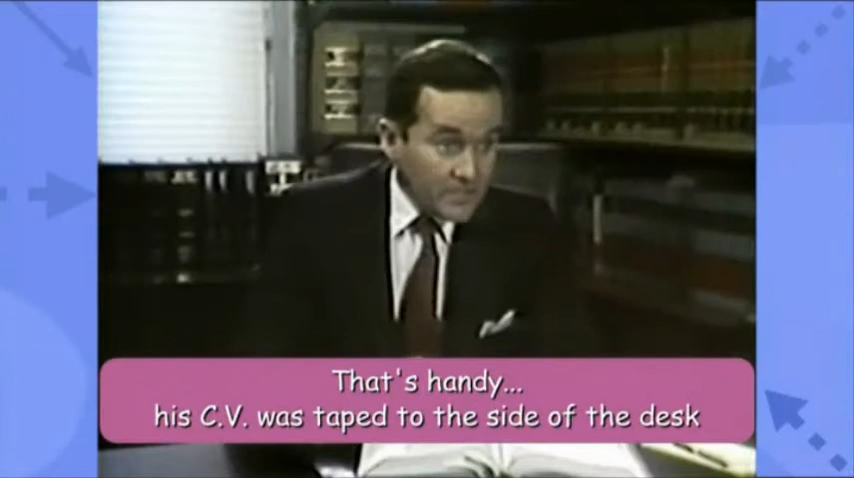 That's handy...
his C.V. was taped to the side of the desk